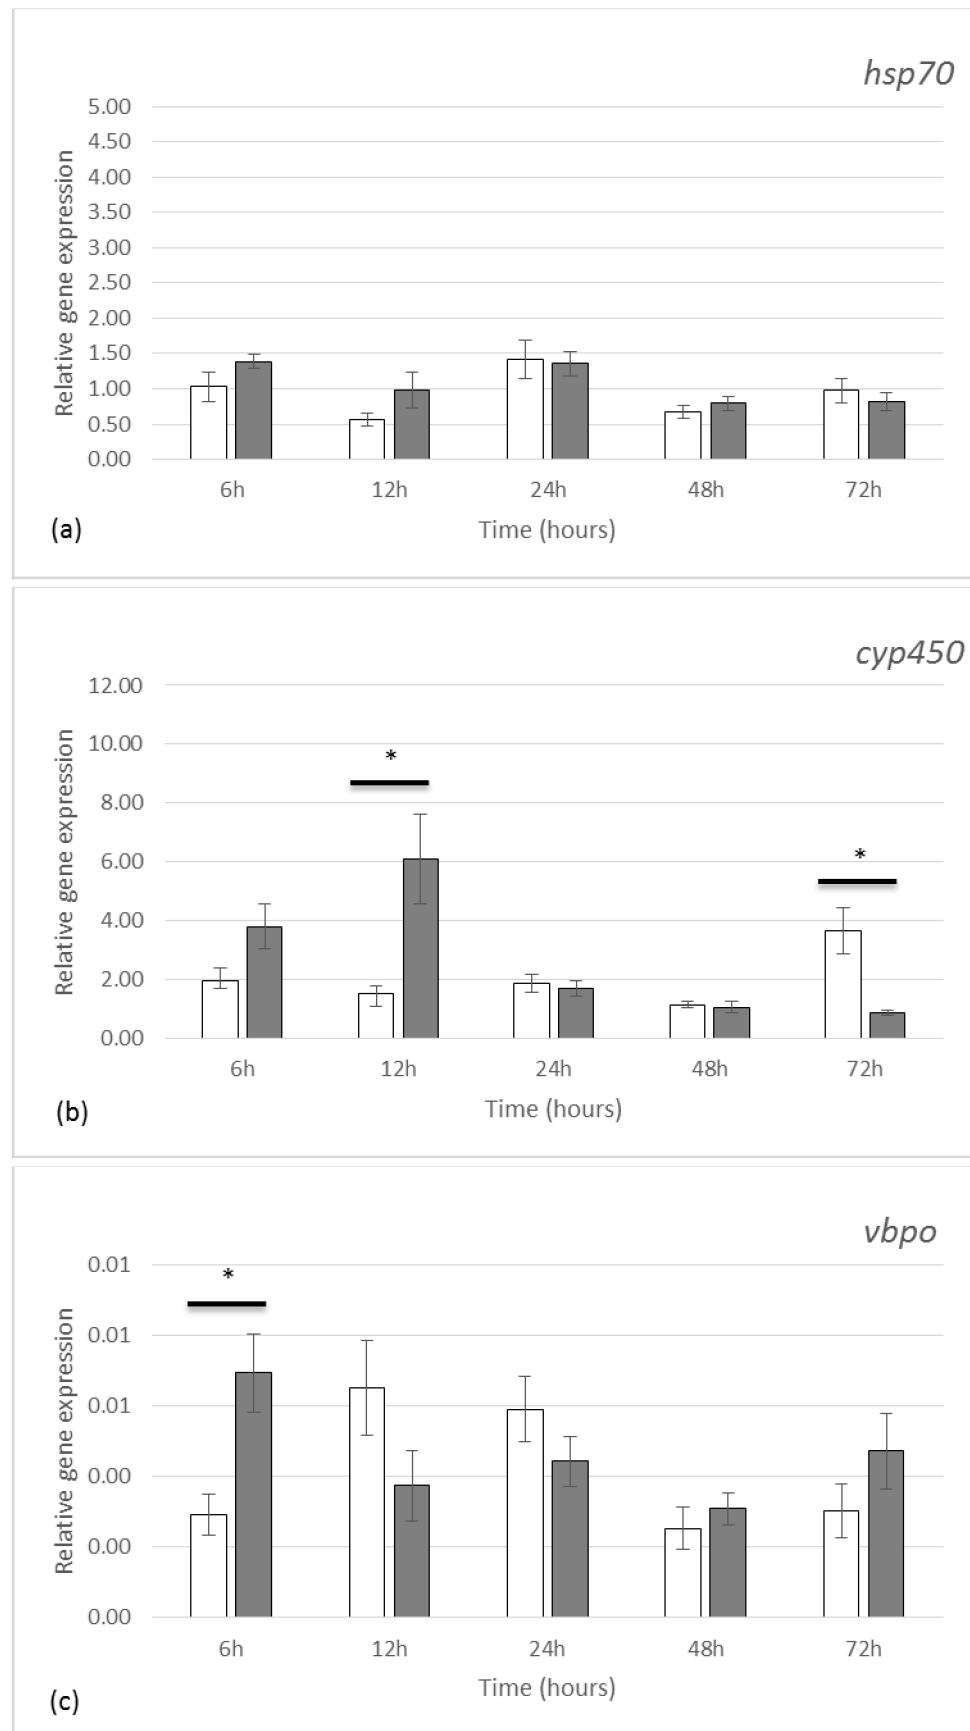 hsp70
5.00
4.50
4.00
3.50
3.00
2.50
2.00
1.50
1.00
0.50
0.00
Relative gene expression
6h 12h 24h 48h 72h
Time (hours)
(a)
cyp450
12.00
10.00
8.00
6.00
4.00
2.00
0.00
Relative gene expression
*
*
6h 12h 24h 48h 72h
Time (hours)
(b)
vbpo
0.01
0.01
0.01
0.00
0.00
0.00
Relative gene expression
*
6h 12h 24h 48h 72h
Time (hours)
(c)